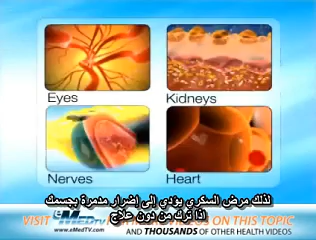 Eyes
Kidneys
Nerves
Heart
لذلك مرض السكري يؤدي إلى إضرار مدمرة بجسمك
إذا ترك من دون علاج
VISIT eMedTV ON THIS TOPIC
www.eMedTV.com AND THOUSANDS OF OTHER HEALTH VIDEOS